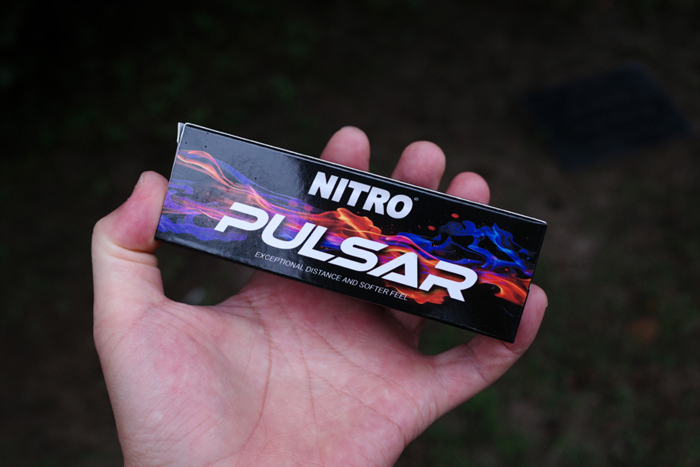 NITRO®
PULSAR
EXCEPTIONAL DISTANCE AND SOFTER FEEL